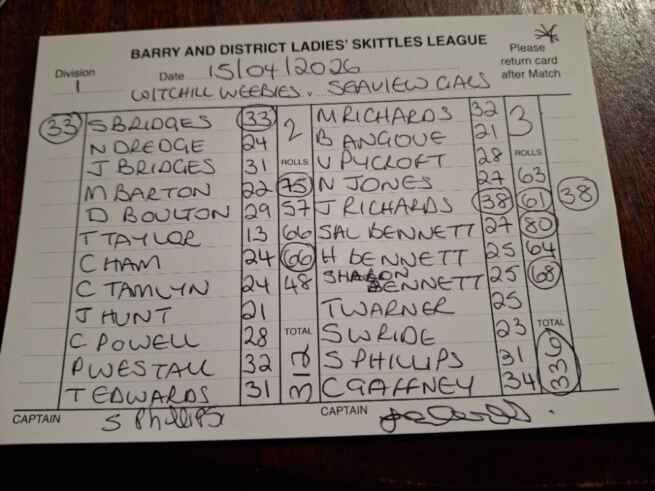 BARRY AND DISTRICT LADIES' SKITTLES LEAGUE
Please return card after Match
Division 1
Date 15/04/2026
WITCHILL WEEBIES v. SEAVIEW GALS
33 S BRIDGES 33 2 M RICHARDS 32 3
N DREDGE 24 B ANGOVE 21
J BRIDGES 31 ROLLS V PYCROFT 28 ROLLS
M BARTON 22 75 N JONES 27 63
D BOULTON 29 57 J RICHARDS 38 61 38
T TAYLOR 13 66 SAL BENNETT 27 80
C HAM 24 66 H BENNETT 25 64
C TAMLYN 24 48 SHARON BENNETT 25 68
J HUNT 21 T WARNER 25
C POWELL 28 TOTAL S W RIDE 23 TOTAL
P WESTALL 32 312 S PHILLIPS 31 336
T EDWARDS 31 C GAFFNEY 34
CAPTAIN S Phillips CAPTAIN